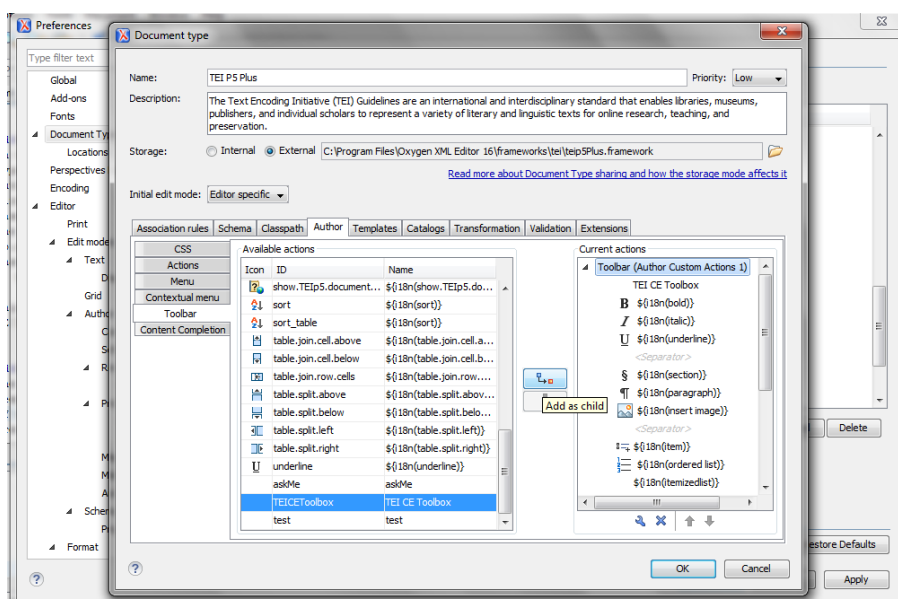 Preferences
Document type
Type filter text
Global
Add-ons
Fonts
Document Ty
Locations
Perspectives
Encoding
Editor
Print
Edit mode
Text
Grid
Autho
Scher
Format
Name: TEI P5 Plus Priority: Low
Description: The Text Encoding Initiative (TEI) Guidelines are an international and interdisciplinary standard that enables libraries, museums,
publishers, and individual scholars to represent a variety of literary and linguistic texts for online research, teaching, and
preservation.
Storage: Internal External C:\Program Files\Oxygen XML Editor 16\frameworks\tei\teip5Plus.framework
Read more about Document Type sharing and how the storage mode affects it
Initial edit mode: Editor specific
Association rules Schema Classpath Author Templates Catalogs Transformation Validation Extensions
CSS
Actions
Menu
Contextual menu
Toolbar
Content Completion
Available actions
Icon ID Name
show.TEIp5.document... ${i18n(show.TEIp5.do...
sort ${i18n(sort)}
sort_table ${i18n(sort)}
table.join.cell.above ${i18n(table.join.cell.a...
table.join.cell.below ${i18n(table.join.cell.b...
table.join.row.cells ${i18n(table.join.row....
table.split.above ${i18n(table.split.abov...
table.split.below ${i18n(table.split.belo...
table.split.left ${i18n(table.split.left)}
table.split.right ${i18n(table.split.right)}
U underline ${i18n(underline)}
askMe askMe
TEICEToolbox TEI CE Toolbox
test test
Add as child
Current actions
Toolbar (Author Custom Actions 1)
TEI CE Toolbox
B ${i18n(bold)}
I ${i18n(italic)}
U ${i18n(underline)}
<Separator>
§ ${i18n(section)}
¶ ${i18n(paragraph)}
${i18n(insert image)}
<Separator>
${i18n(item)}
${i18n(ordered list)}
${i18n(itemizedlist)}
OK Cancel
Delete
estore Defaults
Apply